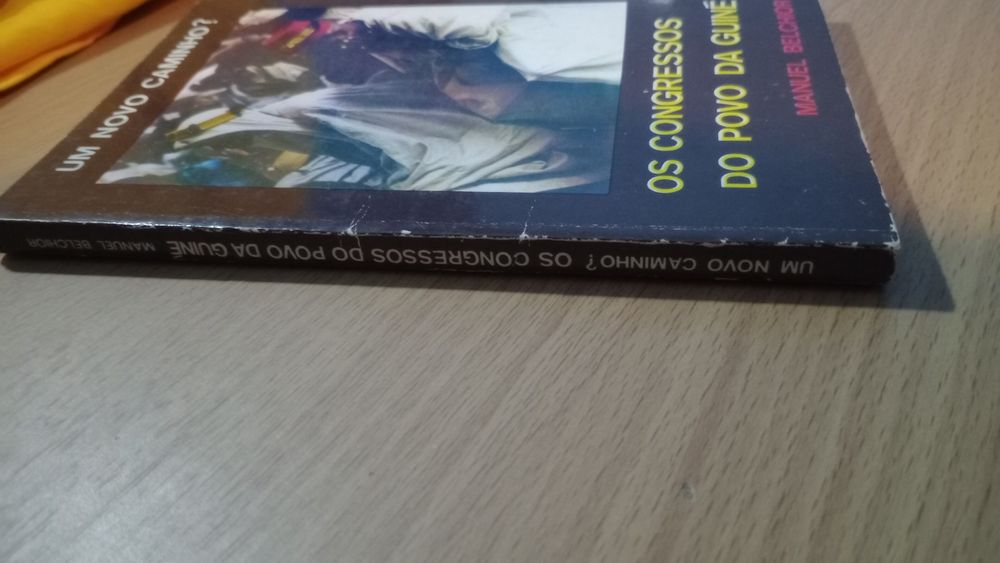 UM NOVO CAMINHO?
OS CONGRESSOS
DO POVO DA GUINÉ
MANUEL BELCHIOR
UM NOVO CAMINHO? OS CONGRESSOS DO POVO DA GUINÉ MANUEL BELCHIOR